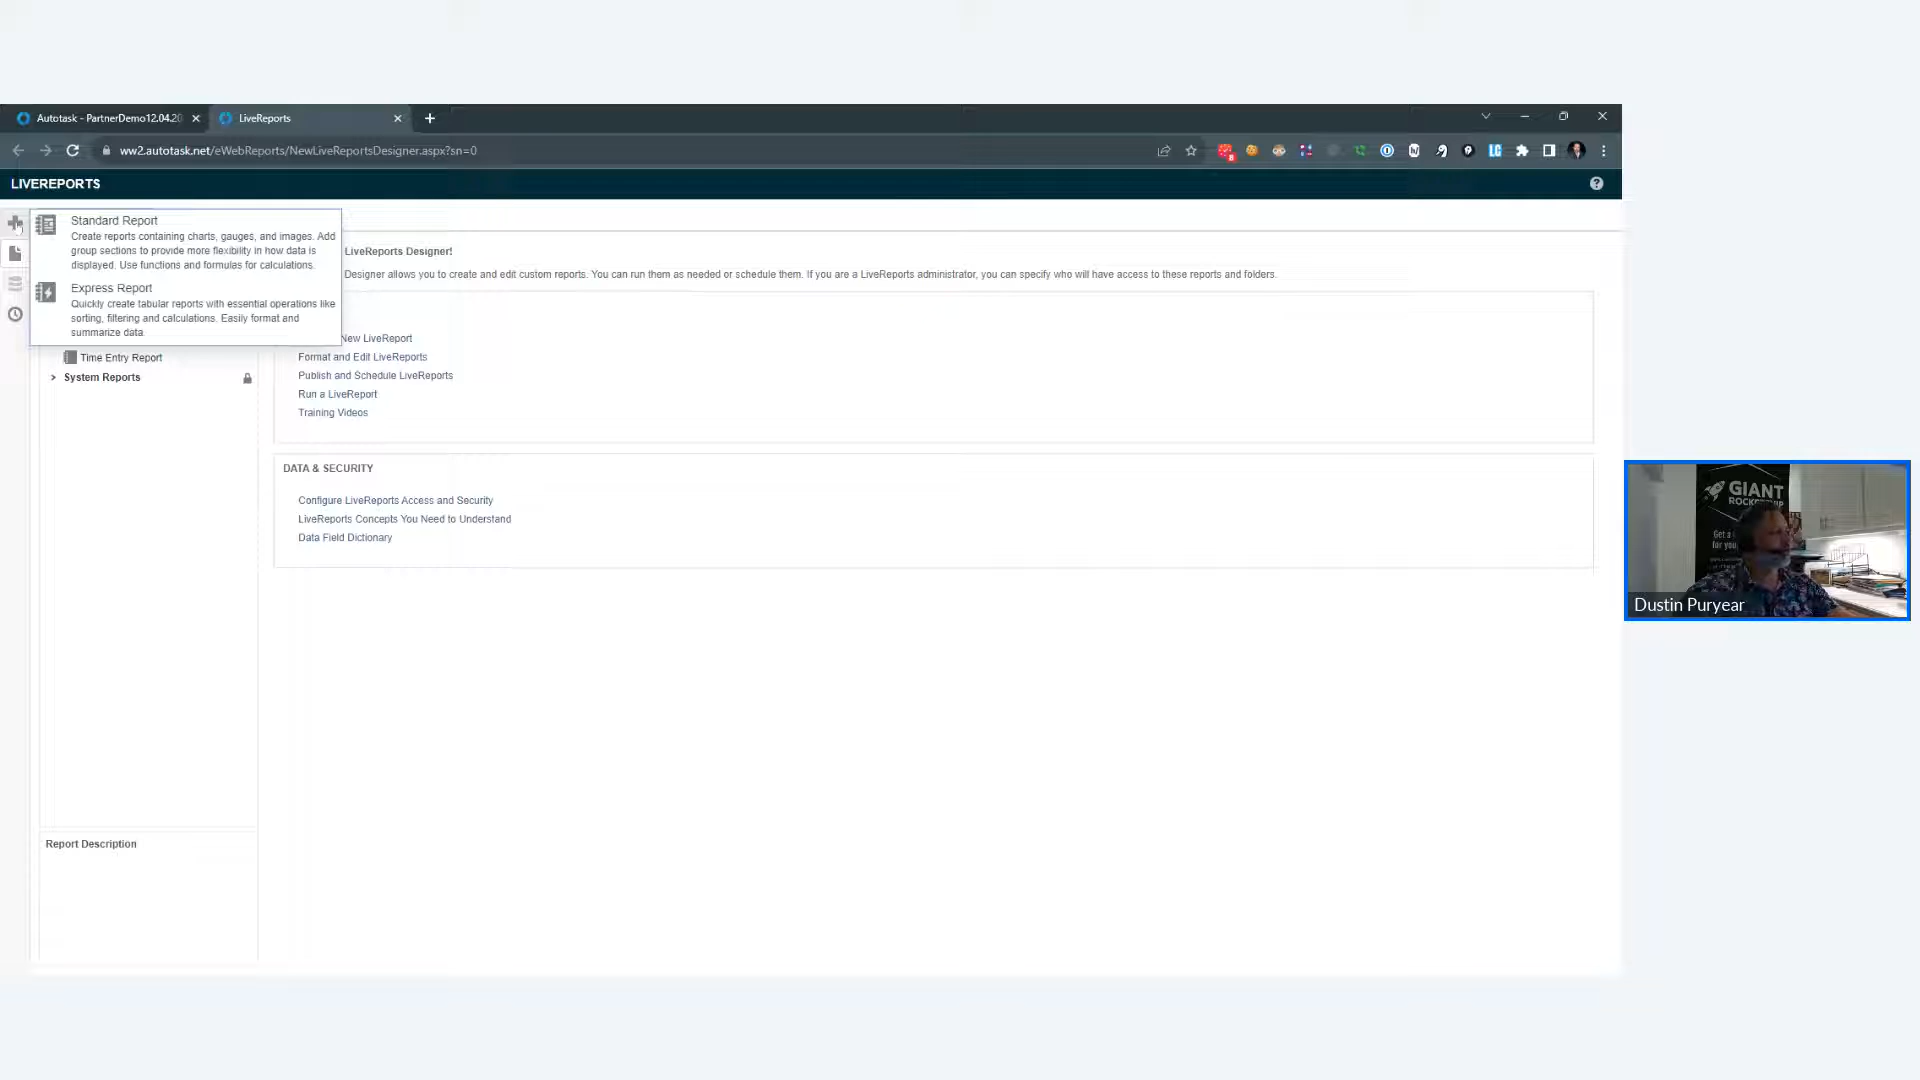 Autotask - PartnerDemo12.04.20
LiveReports
ww2.autotask.net/eWebReports/NewLiveReportsDesigner.aspx?sn=0
8
LC
LIVEREPORTS
Standard Report
Create reports containing charts, gauges, and images. Add
group sections to provide more flexibility in how data is
displayed. Use functions and formulas for calculations.
Express Report
Quickly create tabular reports with essential operations like
sorting, filtering and calculations. Easily format and
summarize data.
Time Entry Report
System Reports
LiveReports Designer!
Designer allows you to create and edit custom reports. You can run them as needed or schedule them. If you are a LiveReports administrator, you can specify who will have access to these reports and folders.
New LiveReport
Format and Edit LiveReports
Publish and Schedule LiveReports
Run a LiveReport
Training Videos
DATA & SECURITY
Configure LiveReports Access and Security
LiveReports Concepts You Need to Understand
Data Field Dictionary
Report Description
GIANT
Get a
for you
Dustin Puryear